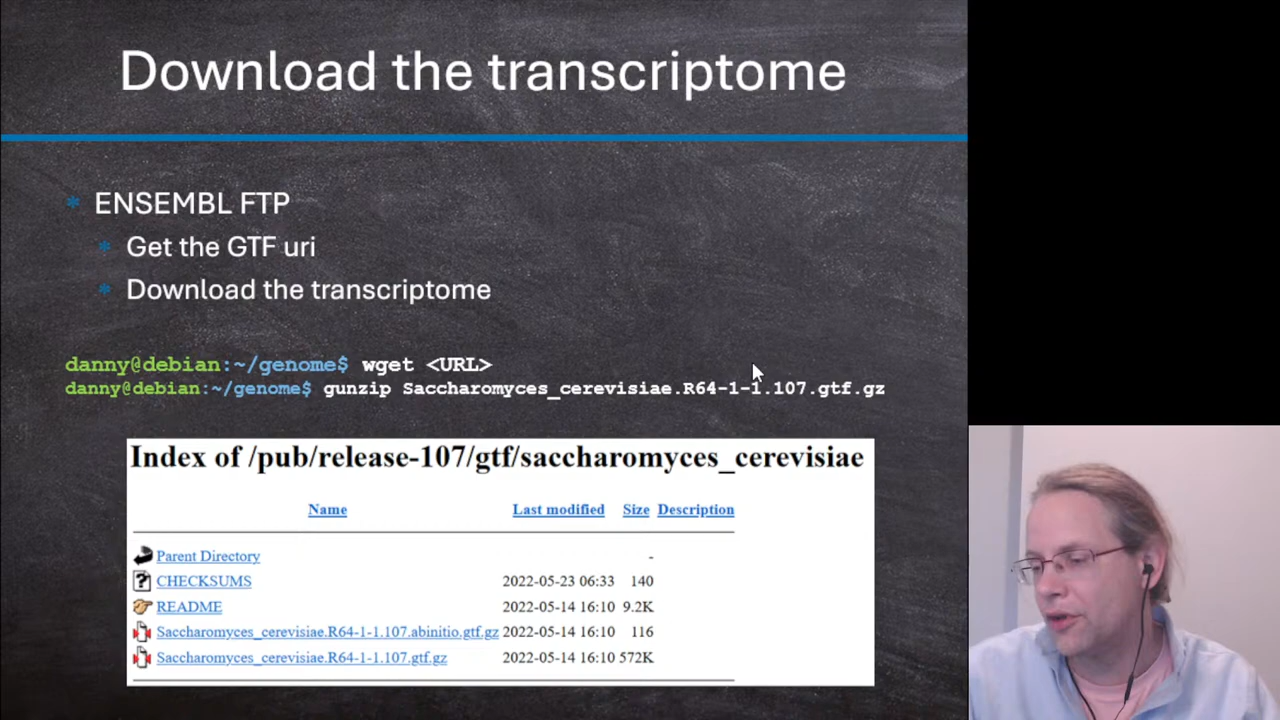 Download the transcriptome
* ENSEMBL FTP
* Get the GTF uri
* Download the transcriptome
danny@debian:~/genome$ wget <URL>
danny@debian:~/genome$ gunzip Saccharomyces_cerevisiae.R64-1-1.107.gtf.gz
Index of /pub/release-107/gtf/saccharomyces_cerevisiae
Name Last modified Size Description
Parent Directory -
CHECKSUMS 2022-05-23 06:33 140
README 2022-05-14 16:10 9.2K
Saccharomyces_cerevisiae.R64-1-1.107.abinitio.gtf.gz 2022-05-14 16:10 116
Saccharomyces_cerevisiae.R64-1-1.107.gtf.gz 2022-05-14 16:10 572K